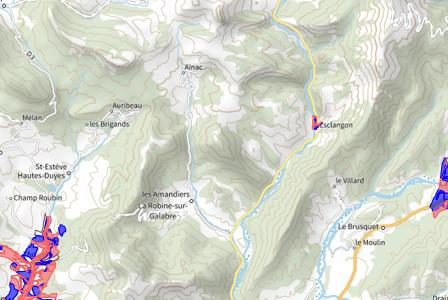 D3
Ainac
Auribeau
les Brigands
Mélan
Esclangon
St-Estève
Hautes-Duyes
Champ Roubin
les Amandiers
La Robine-sur-
Galabre
le Villard
Le Brusquet
le Moulin